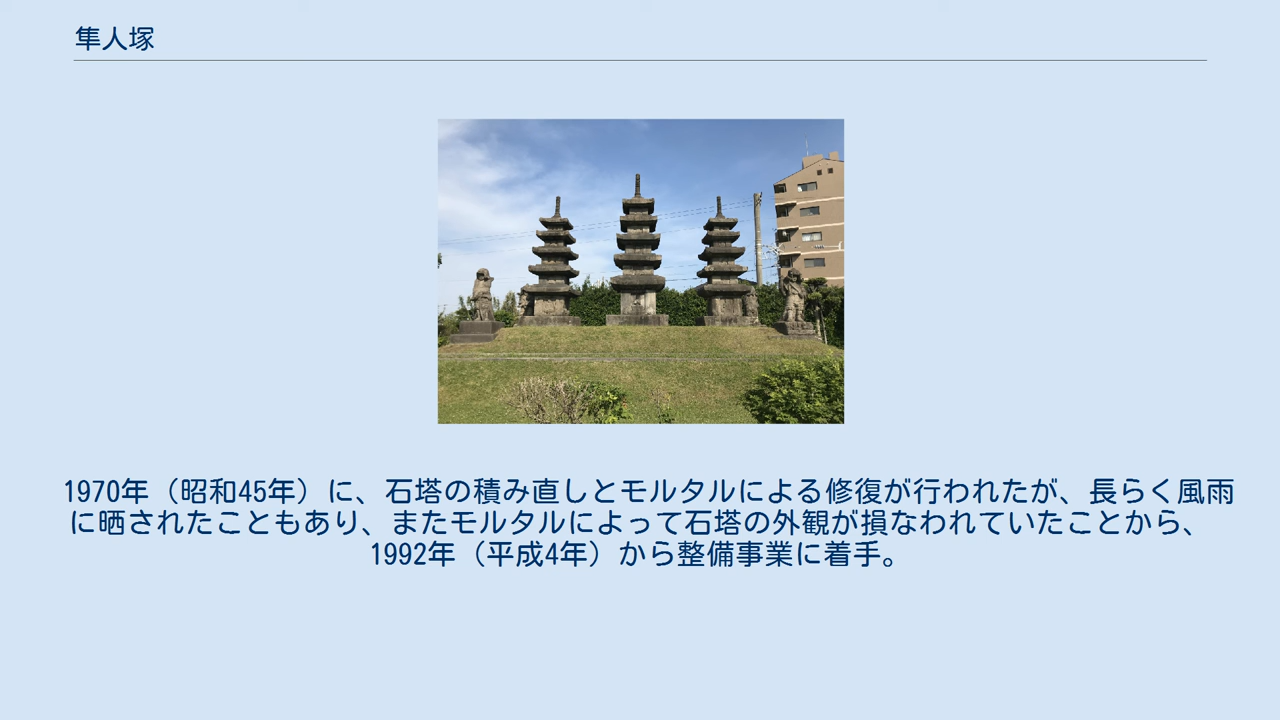 隼人塚
1970年（昭和45年）に、石塔の積み直しとモルタルによる修復が行われたが、長らく風雨
に晒されたこともあり、またモルタルによって石塔の外観が損なわれていたことから、
1992年（平成4年）から整備事業に着手。